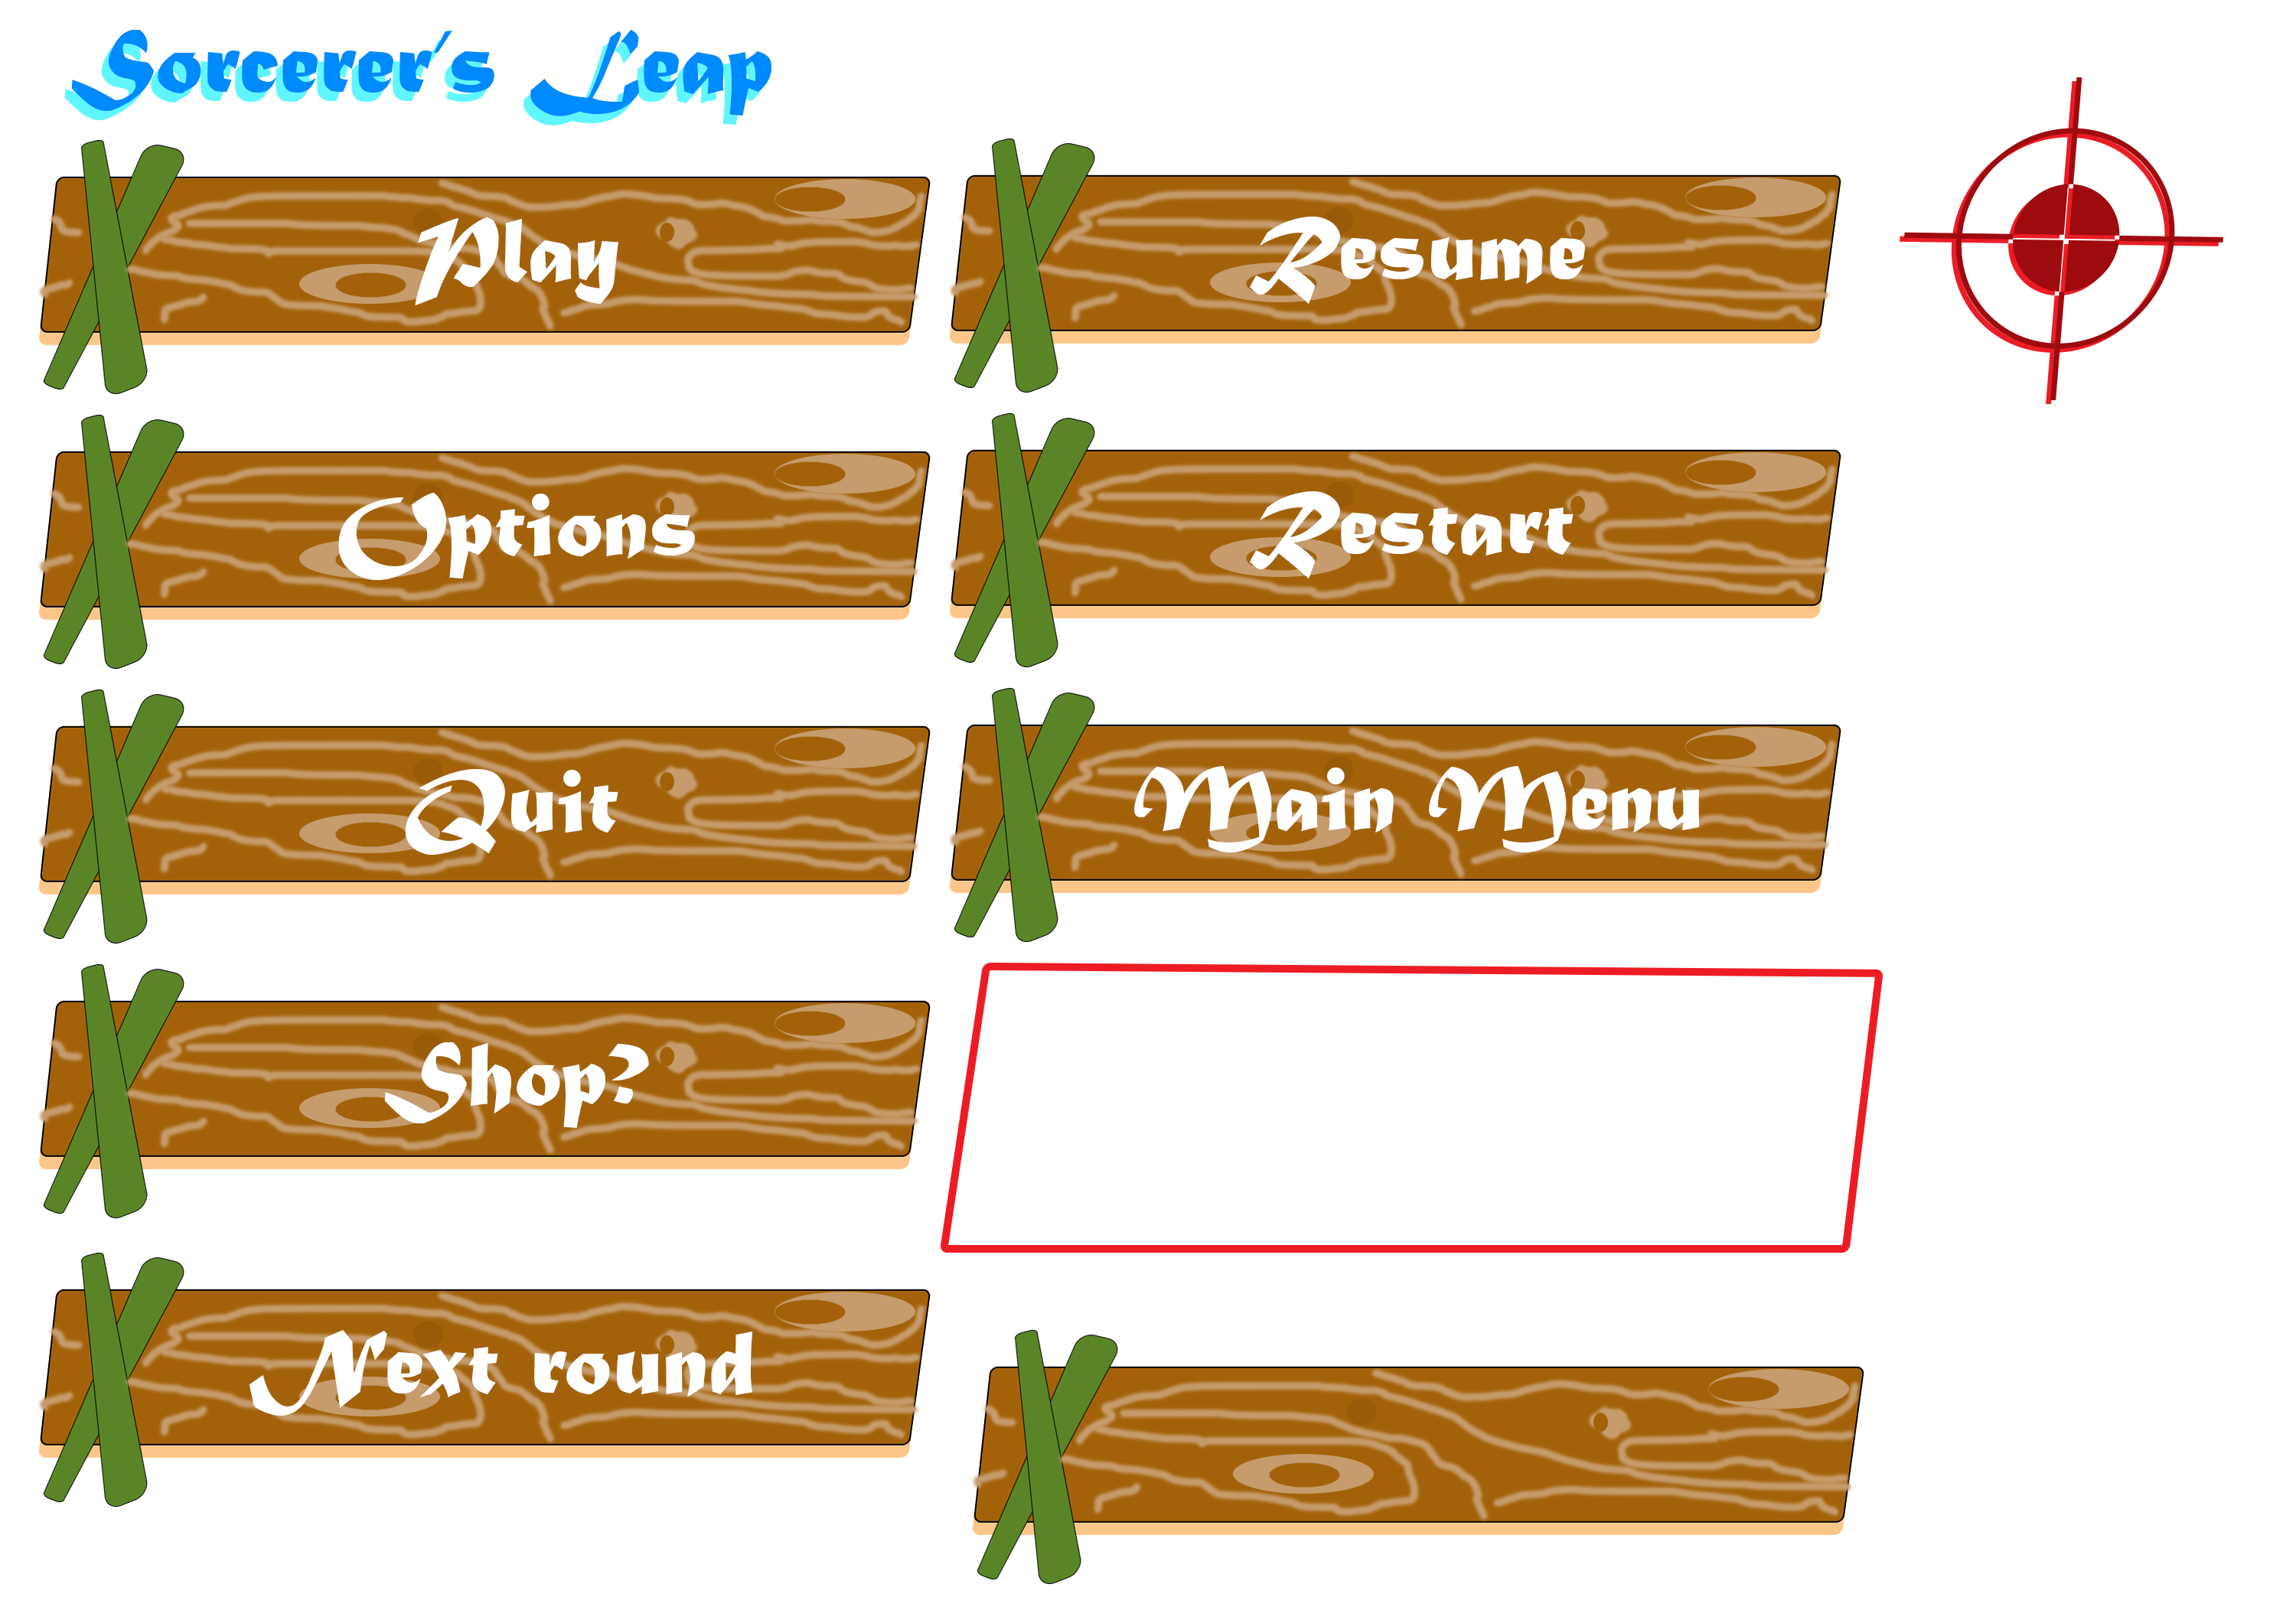 Sorcerer's Leap
Play
Options
Quit
Shop?
Next round
Resume
Restart
Main Menu